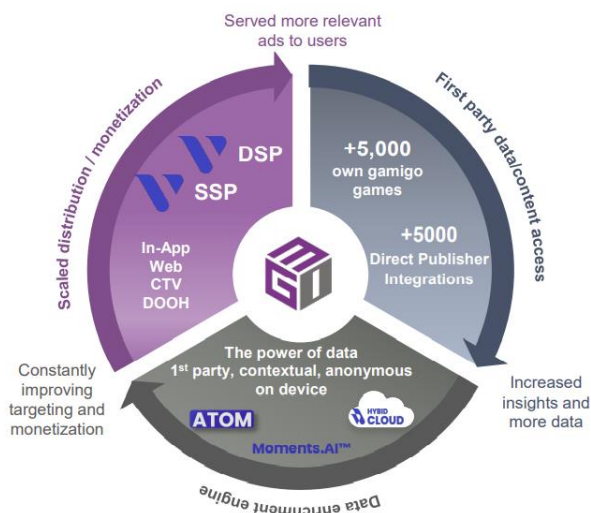 Served more relevant
ads to users
Scaled distribution / monetization
First party data/content access
DSP
SSP
In-App
Web
CTV
DOOH
+5,000
own gamigo
games
+5000
Direct Publisher
Integrations
MGI
The power of data
1st party, contextual, anonymous
on device
ATOM
HYBID
CLOUD
Moments.AI™
Constantly
improving
targeting and
monetization
Increased
insights and
more data
Data enrichment engine